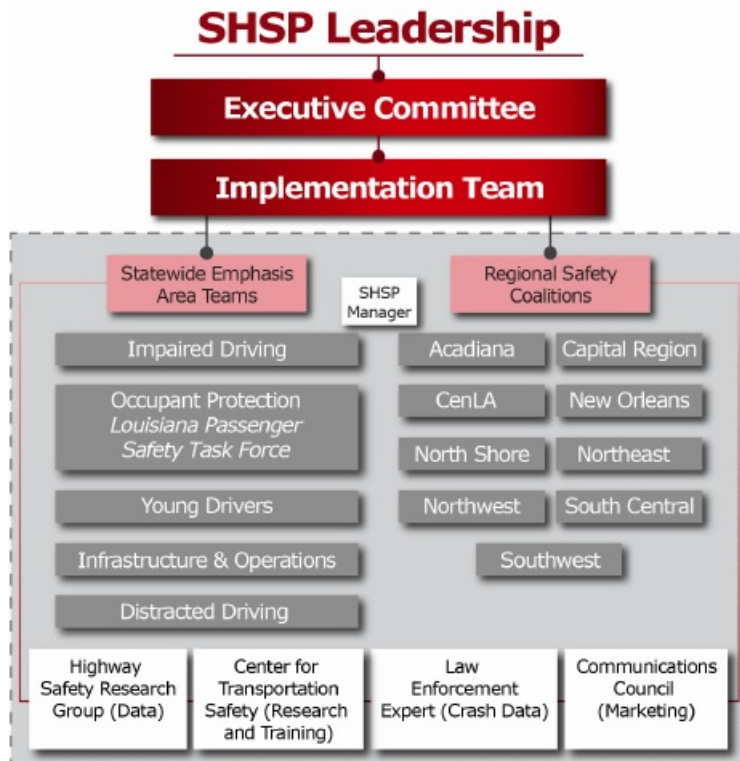 SHSP Leadership
Executive Committee
Implementation Team
Statewide Emphasis
Area Teams
Regional Safety
Coalitions
SHSP
Manager
Impaired Driving
Occupant Protection
Louisiana Passenger
Safety Task Force
Young Drivers
Infrastructure & Operations
Distracted Driving
Acadiana
Capital Region
CenLA
New Orleans
North Shore
Northeast
Northwest
South Central
Southwest
Highway
Safety Research
Group (Data)
Center for
Transportation
Safety (Research
and Training)
Law
Enforcement
Expert (Crash Data)
Communications
Council
(Marketing)